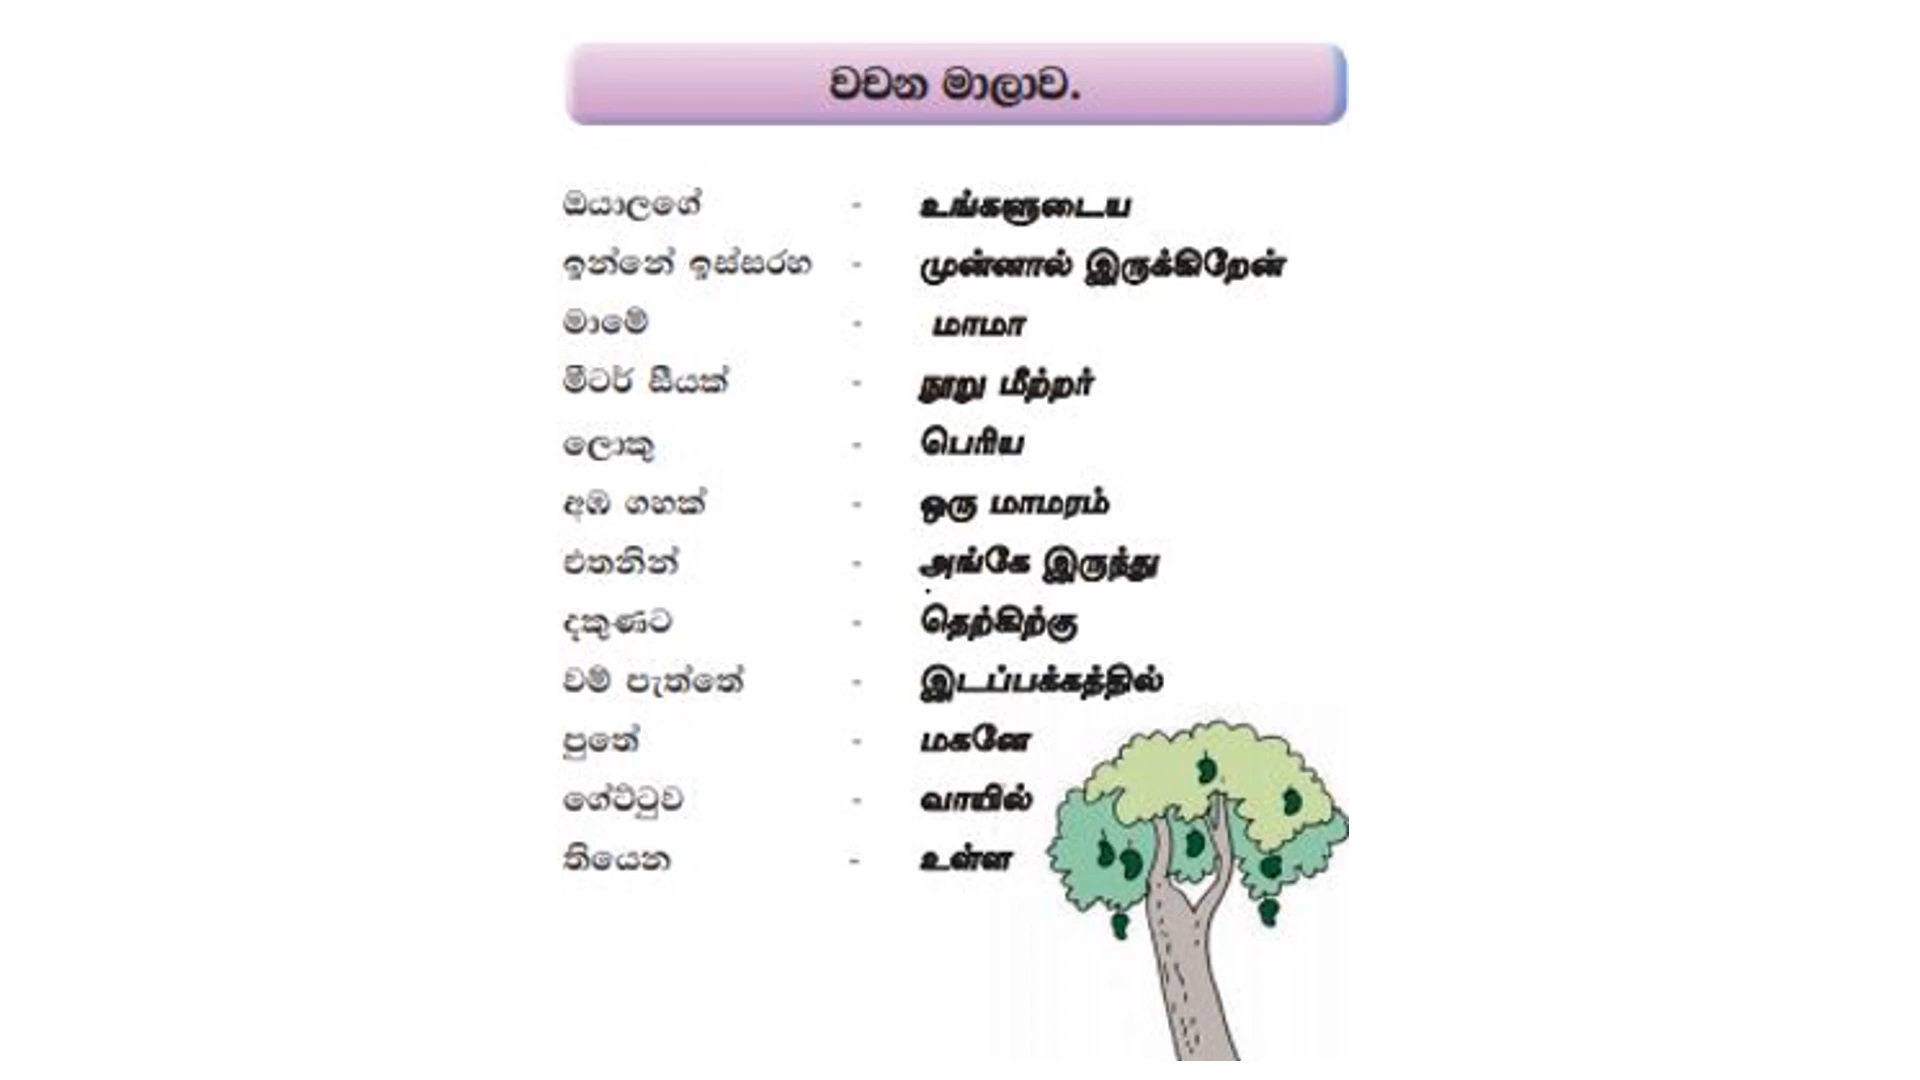 වචන මාලාව.
ඔයාලගේ - உங்களுடைய
ඉන්නේ ඉස්සරහ - முன்னால் இருக்கிறேன்
මාමේ - மாமா
මීටර් සීයක් - நூறு மீற்றர்
ලොකු - பெரிய
අඹ ගහක් - ஒரு மாமரம்
එතනින් - அங்கே இருந்து
දකුණට - தெற்கிற்கு
වම් පැත්තේ - இடப்பக்கத்தில்
පුතේ - மகனே
ගේට්ටුව - வாயில்
තියෙන - உள்ள